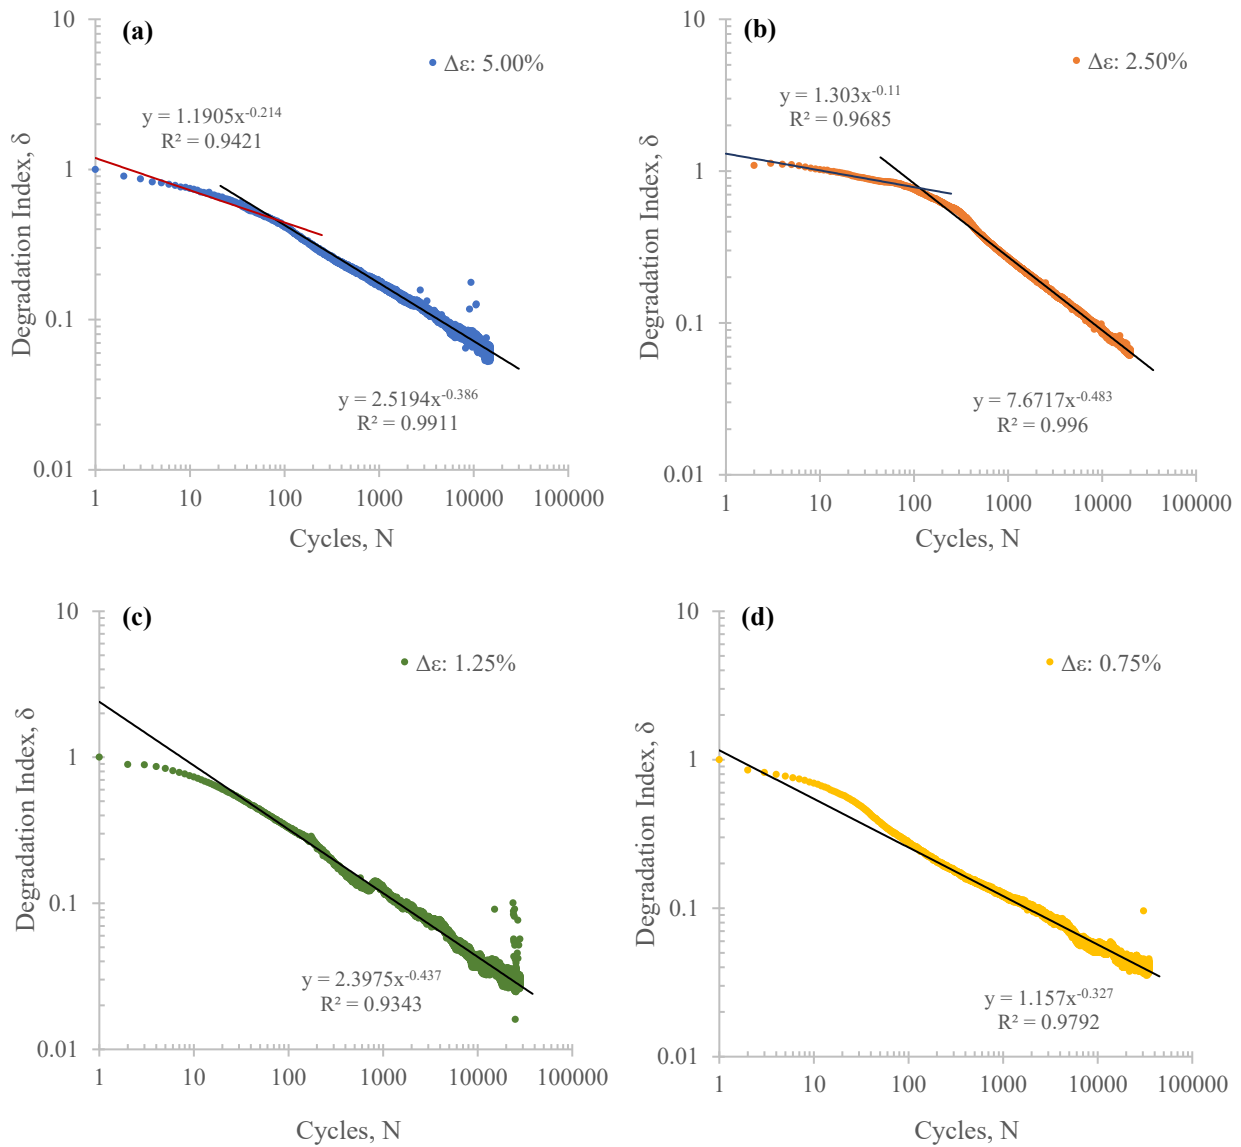 (a)
Δε: 5.00%
y = 1.1905x^-0.214
R² = 0.9421
y = 2.5194x^-0.386
R² = 0.9911
10
1
0.1
0.01
Degradation Index, δ
1 10 100 1000 10000 100000
Cycles, N
(b)
Δε: 2.50%
y = 1.303x^-0.11
R² = 0.9685
y = 7.6717x^-0.483
R² = 0.996
10
1
0.1
0.01
Degradation Index, δ
1 10 100 1000 10000 100000
Cycles, N
(c)
Δε: 1.25%
y = 2.3975x^-0.437
R² = 0.9343
10
1
0.1
0.01
Degradation Index, δ
1 10 100 1000 10000 100000
Cycles, N
(d)
Δε: 0.75%
y = 1.157x^-0.327
R² = 0.9792
10
1
0.1
0.01
Degradation Index, δ
1 10 100 1000 10000 100000
Cycles, N